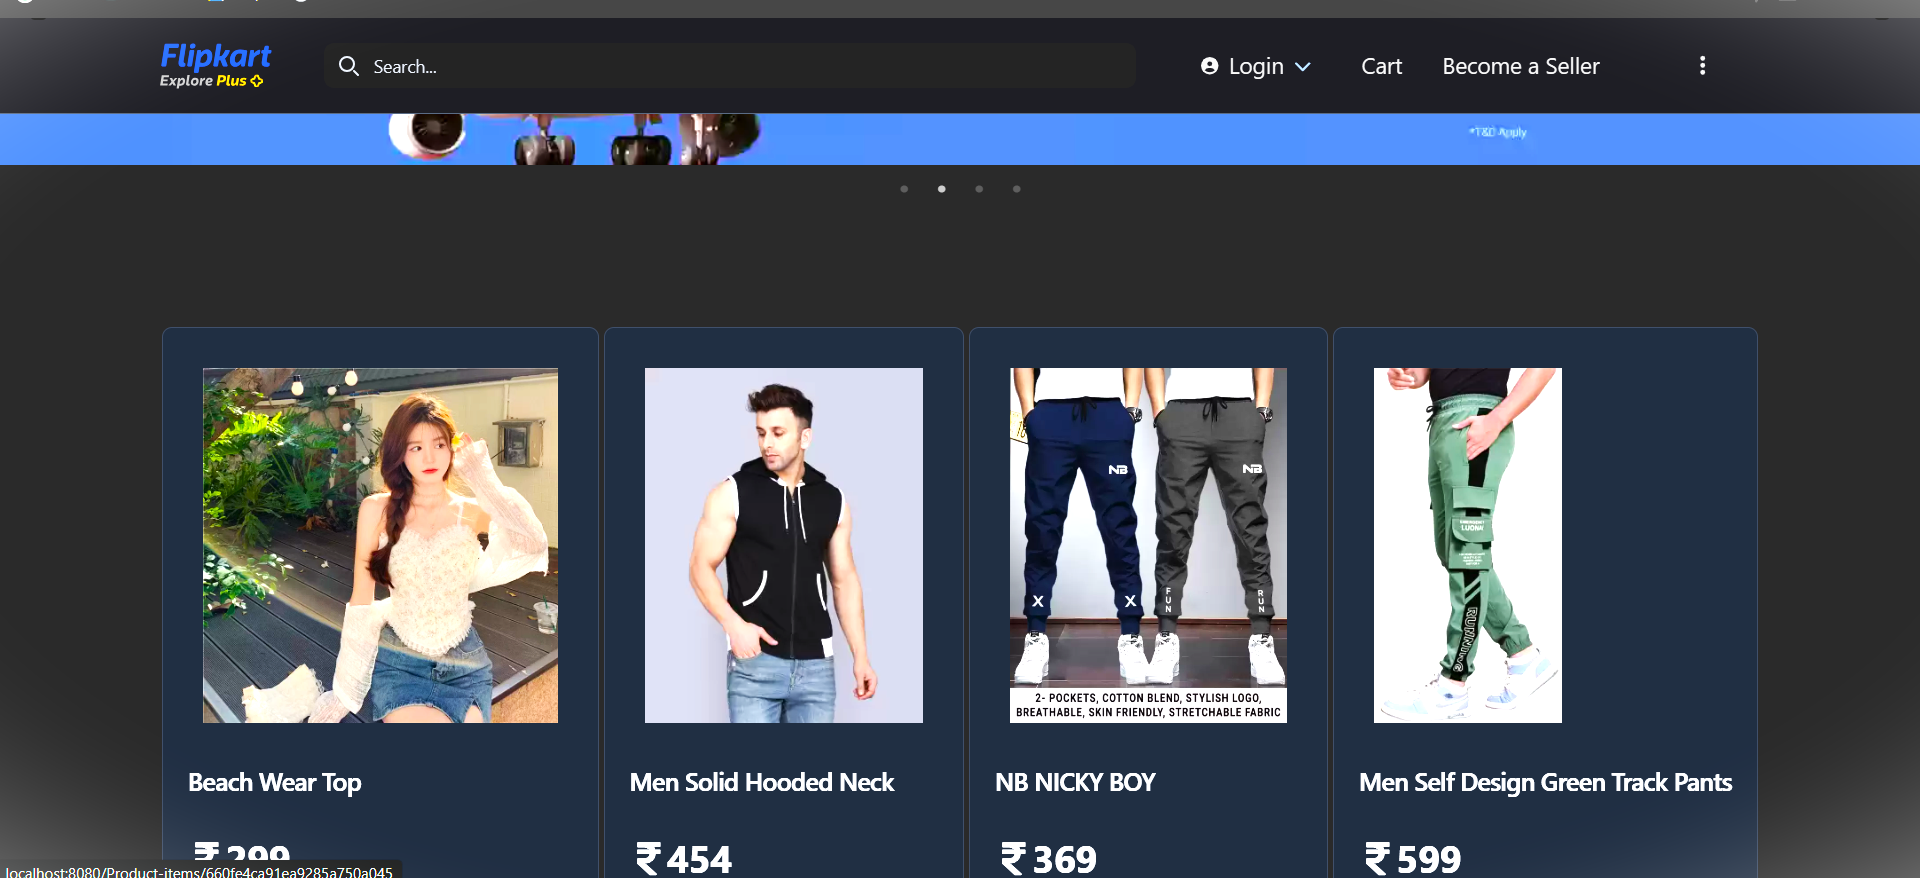 Flipkart
Explore Plus
Search...
Login
Cart
Become a Seller
*T&C Apply
NB
NB
X
X
FUN
RUN
2- POCKETS, COTTON BLEND, STYLISH LOGO,
BREATHABLE, SKIN FRIENDLY, STRETCHABLE FABRIC
LUONA
RUNNING
Beach Wear Top
Men Solid Hooded Neck
NB NICKY BOY
Men Self Design Green Track Pants
₹ 299
₹ 454
₹ 369
₹ 599
localhost:8080/Product-items/660fe4ca91ea9285a750a045